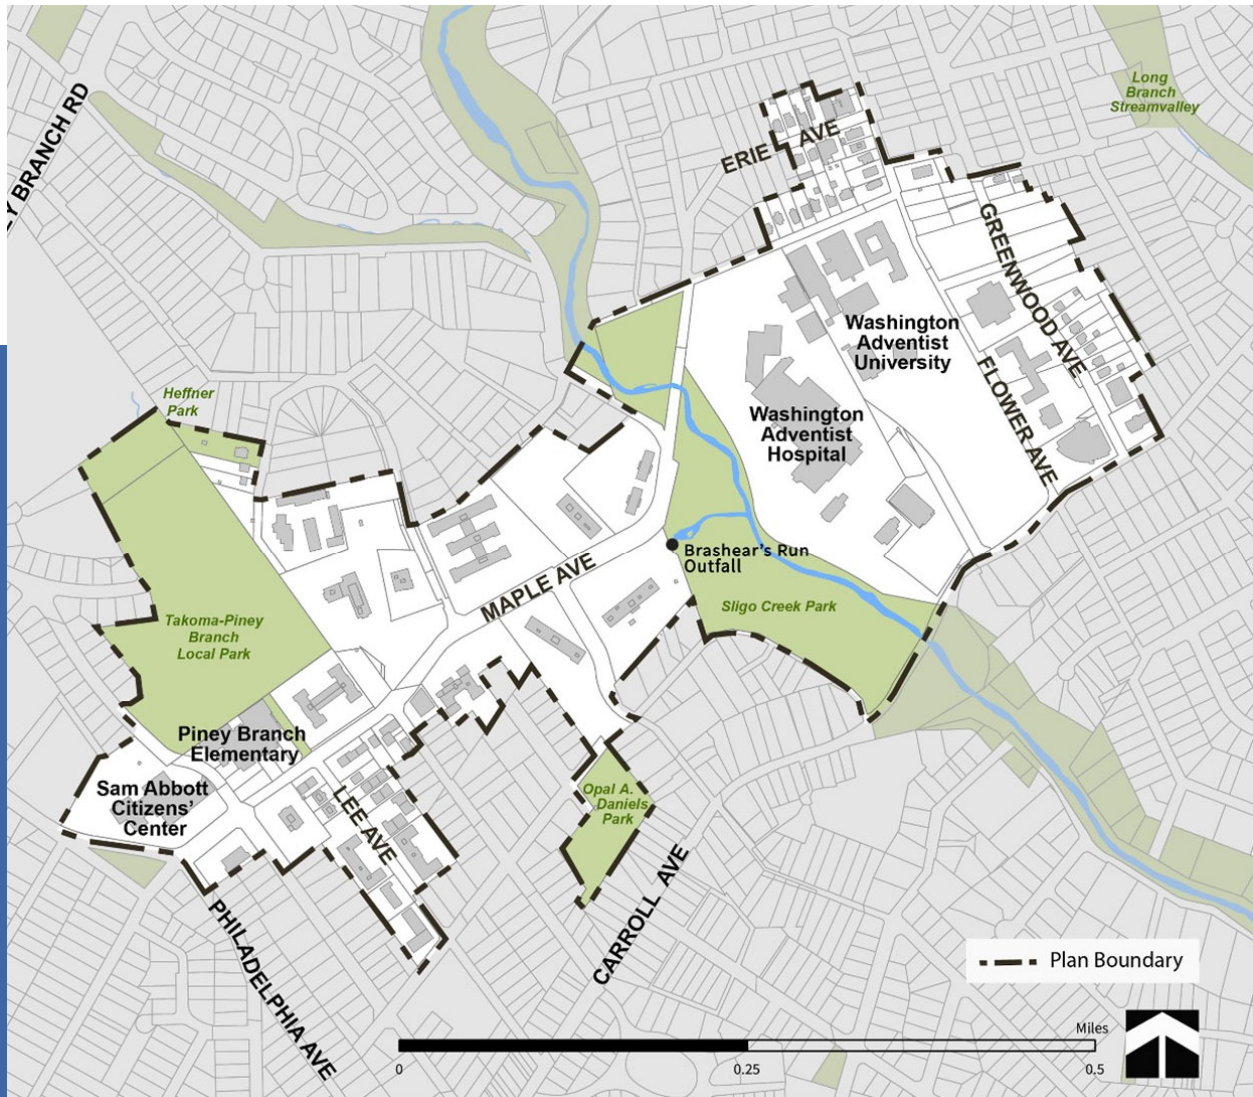 Long
Branch
Streamvalley
ERIE AVE
EY BRANCH RD
GREENWOOD AVE
Washington
Adventist
University
FLOWER AVE
Heffner
Park
Washington
Adventist
Hospital
Brashear's Run
Outfall
MAPLE AVE
Sligo Creek Park
Takoma-Piney
Branch
Local Park
Piney Branch
Elementary
Sam Abbott
Citizens'
Center
LEE AVE
Opal A.
Daniels
Park
CARROLL AVE
PHILADELPHIA AVE
Plan Boundary
Miles
0
0.25
0.5